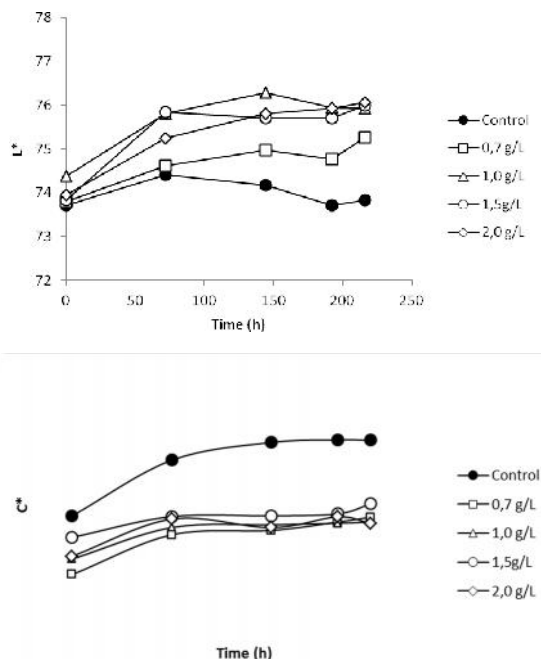 78
77
76
75
74
73
72
L*
0
50
100
150
200
250
Time (h)
Control
0,7 g/L
1,0 g/L
1,5g/L
2,0 g/L
C*
Control
0,7 g/L
1,0 g/L
1,5g/L
2,0 g/L
Time (h)